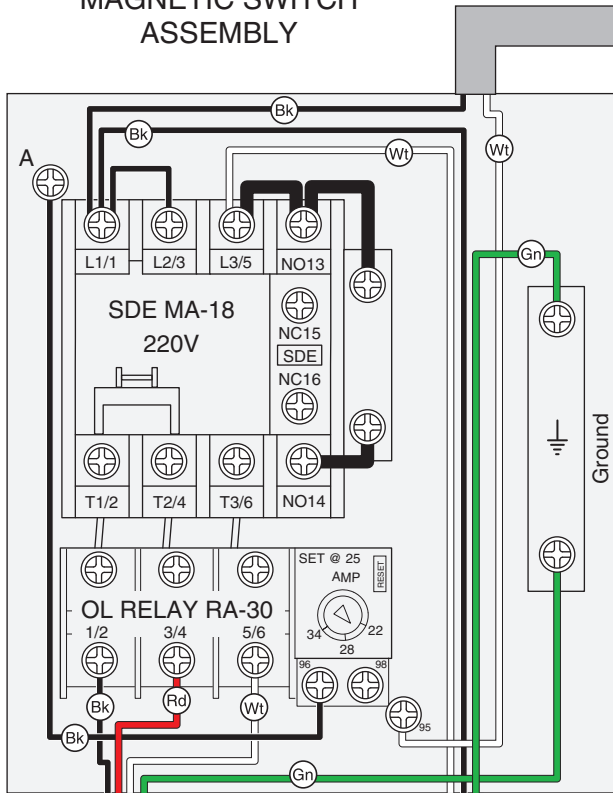 MAGNETIC SWITCH
ASSEMBLY
Bk
Bk
Wt
Wt
A
L1/1 L2/3 L3/5 NO13
Gn
SDE MA-18
220V
NC15
SDE
NC16
Ground
T1/2 T2/4 T3/6 NO14
SET @ 25
AMP
RESET
OL RELAY RA-30
1/2 3/4 5/6
34 22
28
96 98
95
Bk Rd Wt
Bk
Gn